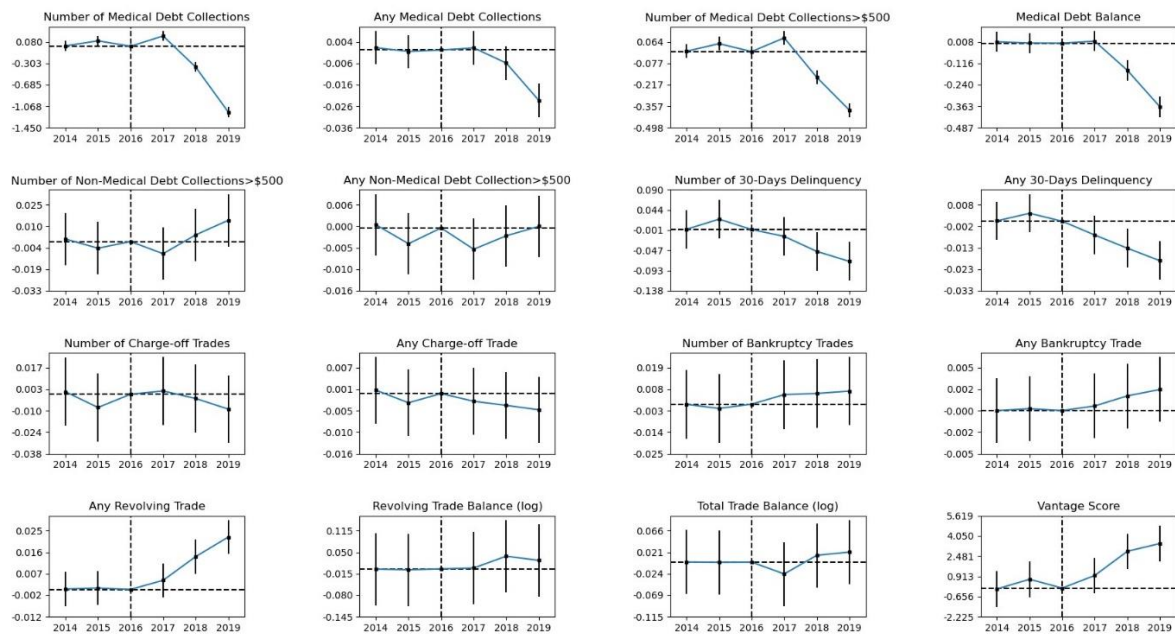 Number of Medical Debt Collections
0.080
-0.303
-0.685
-1.068
-1.450
2014 2015 2016 2017 2018 2019
Any Medical Debt Collections
0.004
-0.006
-0.016
-0.026
-0.036
2014 2015 2016 2017 2018 2019
Number of Medical Debt Collections>$500
0.064
-0.077
-0.217
-0.357
-0.498
2014 2015 2016 2017 2018 2019
Medical Debt Balance
0.008
-0.116
-0.240
-0.363
-0.487
2014 2015 2016 2017 2018 2019
Number of Non-Medical Debt Collections>$500
0.025
0.010
-0.004
-0.019
-0.033
2014 2015 2016 2017 2018 2019
Any Non-Medical Debt Collection>$500
0.006
0.000
-0.005
-0.010
-0.016
2014 2015 2016 2017 2018 2019
Number of 30-Days Delinquency
0.090
0.044
-0.001
-0.047
-0.093
-0.138
2014 2015 2016 2017 2018 2019
Any 30-Days Delinquency
0.008
-0.002
-0.013
-0.023
-0.033
2014 2015 2016 2017 2018 2019
Number of Charge-off Trades
0.017
0.003
-0.010
-0.024
-0.038
2014 2015 2016 2017 2018 2019
Any Charge-off Trade
0.007
0.001
-0.005
-0.010
-0.016
2014 2015 2016 2017 2018 2019
Number of Bankruptcy Trades
0.019
0.008
-0.003
-0.014
-0.025
2014 2015 2016 2017 2018 2019
Any Bankruptcy Trade
0.005
0.002
-0.000
-0.002
-0.005
2014 2015 2016 2017 2018 2019
Any Revolving Trade
0.025
0.016
0.007
-0.002
-0.012
2014 2015 2016 2017 2018 2019
Revolving Trade Balance (log)
0.115
0.050
-0.015
-0.080
-0.145
2014 2015 2016 2017 2018 2019
Total Trade Balance (log)
0.066
0.021
-0.024
-0.069
-0.115
2014 2015 2016 2017 2018 2019
Vantage Score
5.619
4.050
2.481
0.913
-0.656
-2.225
2014 2015 2016 2017 2018 2019